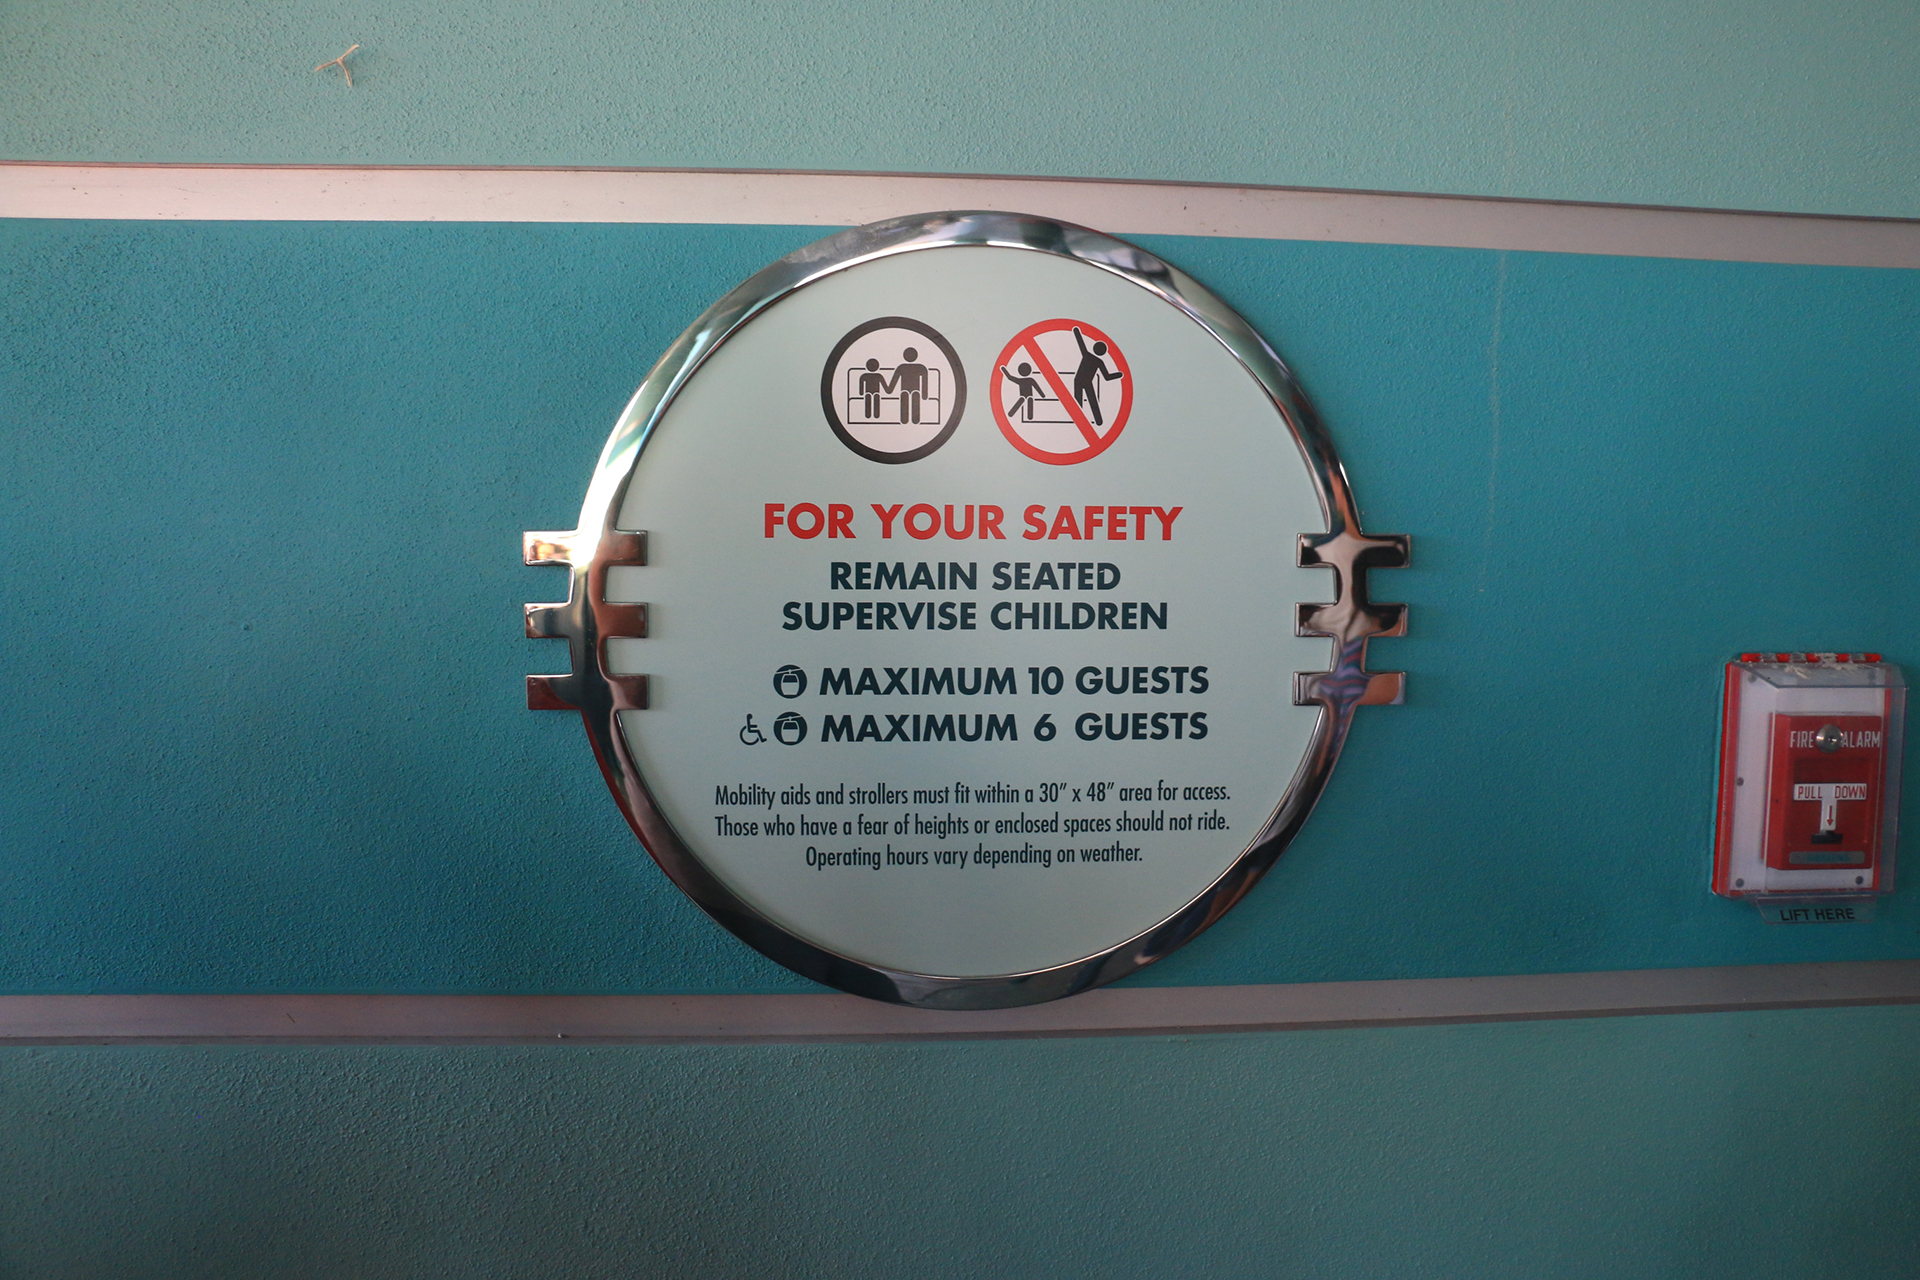 FOR YOUR SAFETY
REMAIN SEATED
SUPERVISE CHILDREN
MAXIMUM 10 GUESTS
MAXIMUM 6 GUESTS
Mobility aids and strollers must fit within a 30” x 48” area for access.
Those who have a fear of heights or enclosed spaces should not ride.
Operating hours vary depending on weather.
FIRE ALARM
PULL DOWN
LIFT HERE